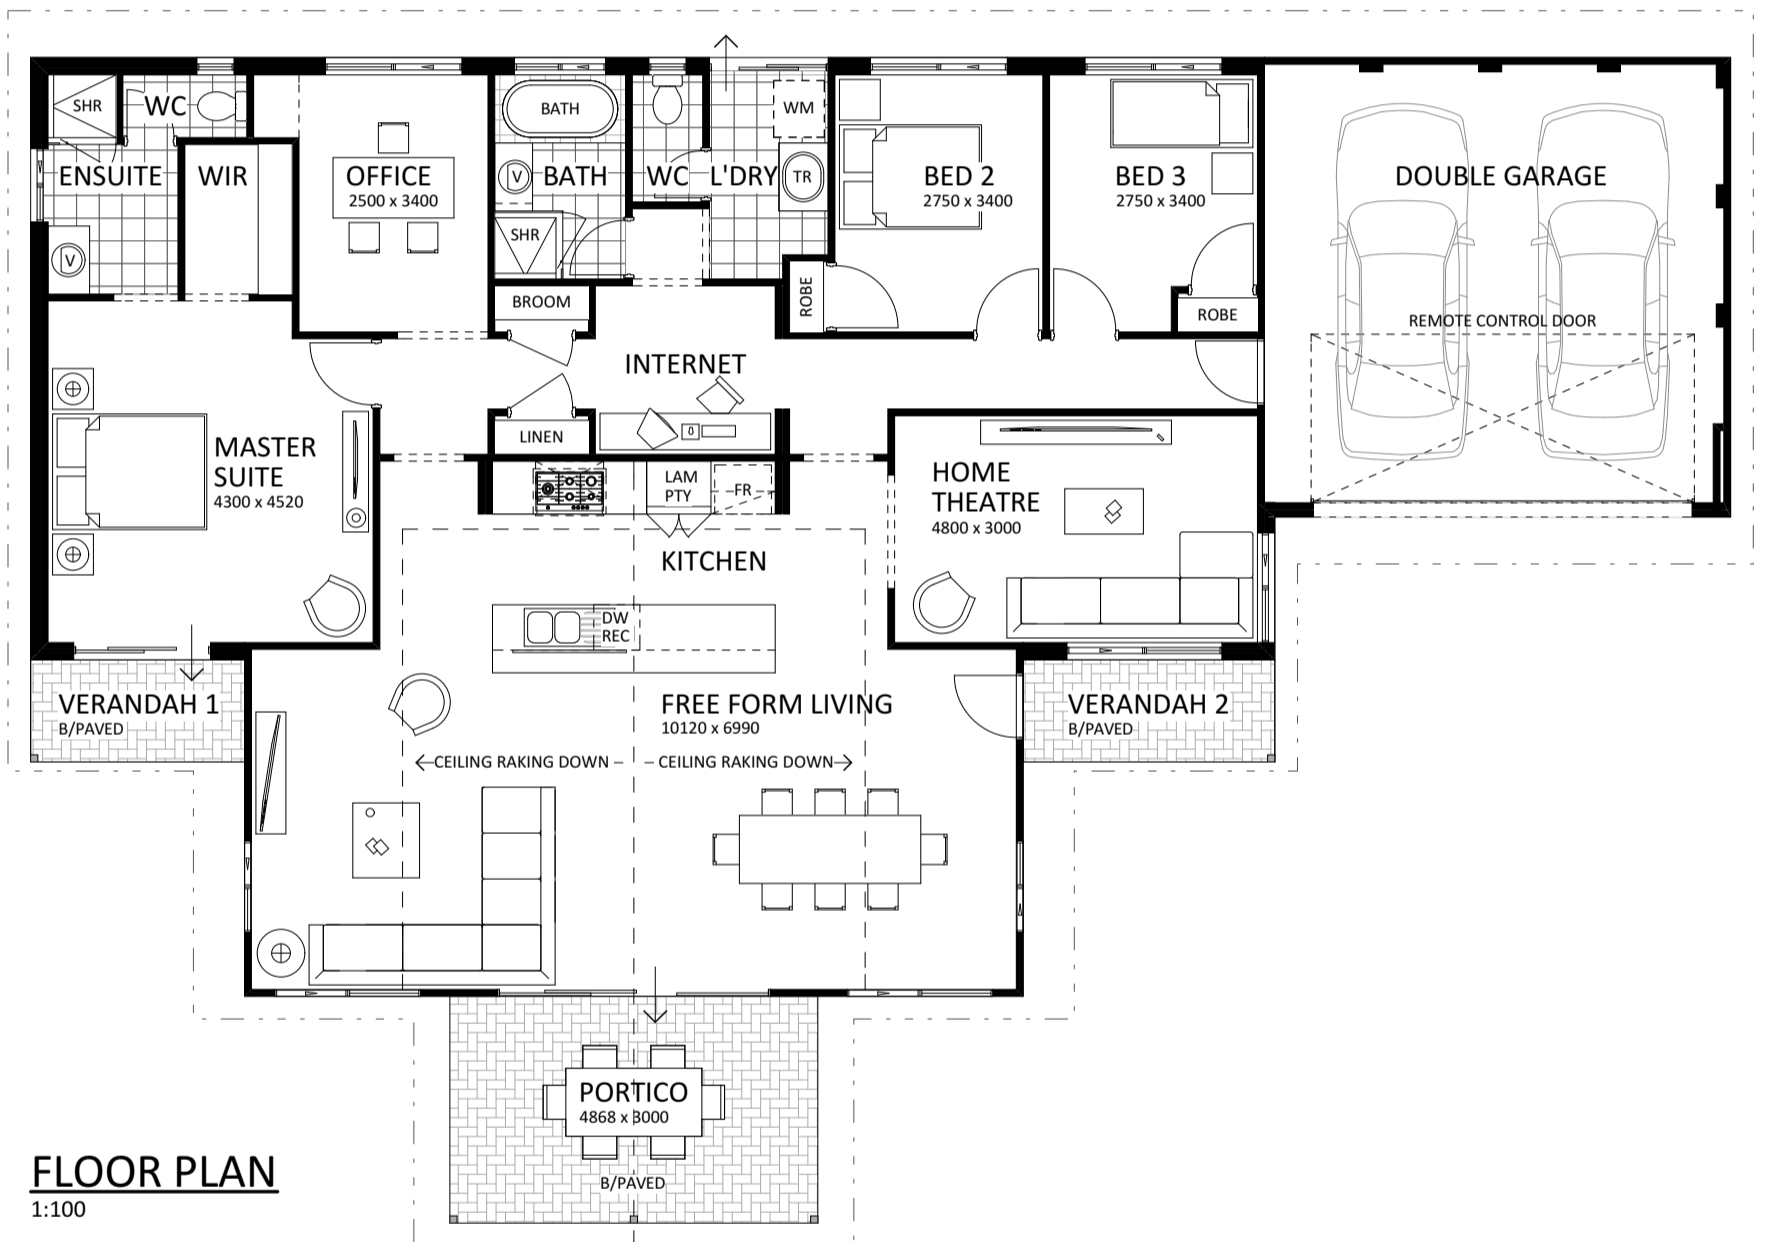 SHR
WC
ENSUITE
V
WIR
OFFICE
2500 x 3400
BATH
V
BATH
SHR
WC
L'DRY
WM
TR
BED 2
2750 x 3400
ROBE
BED 3
2750 x 3400
ROBE
DOUBLE GARAGE
REMOTE CONTROL DOOR
BROOM
INTERNET
LINEN
MASTER
SUITE
4300 x 4520
LAM
PTY
FR
KITCHEN
HOME
THEATRE
4800 x 3000
DW
REC
VERANDAH 1
B/PAVED
FREE FORM LIVING
10120 x 6990
CEILING RAKING DOWN
CEILING RAKING DOWN
VERANDAH 2
B/PAVED
PORTICO
4868 x 3000
B/PAVED
FLOOR PLAN
1:100